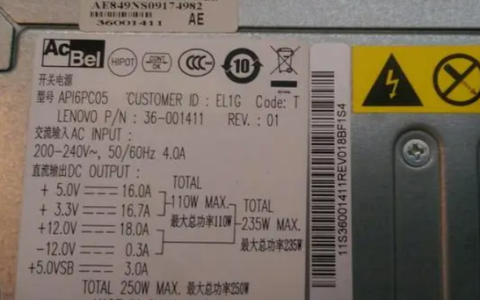 AE849NS09174982
36001411 AE
AcBel
HIPOT
10
开关电源
型号 API6PC05 CUSTOMER ID : EL1G Code: T
LENOVO P/N : 36-001411 REV. : 01
交流输入AC INPUT :
200-240V~, 50/60Hz 4.0A
直流输出DC OUTPUT :
+ 5.0V 16.0A TOTAL
+ 3.3V 16.7A 110W MAX. TOTAL
最大总功率110W
+12.0V 18.0A 235W MAX.
-12.0V 0.3A 最大总功率235W
+5.0VSB 3.0A
TOTAL 250W MAX. 最大总功率250W
11S36001411REV018BF1S4